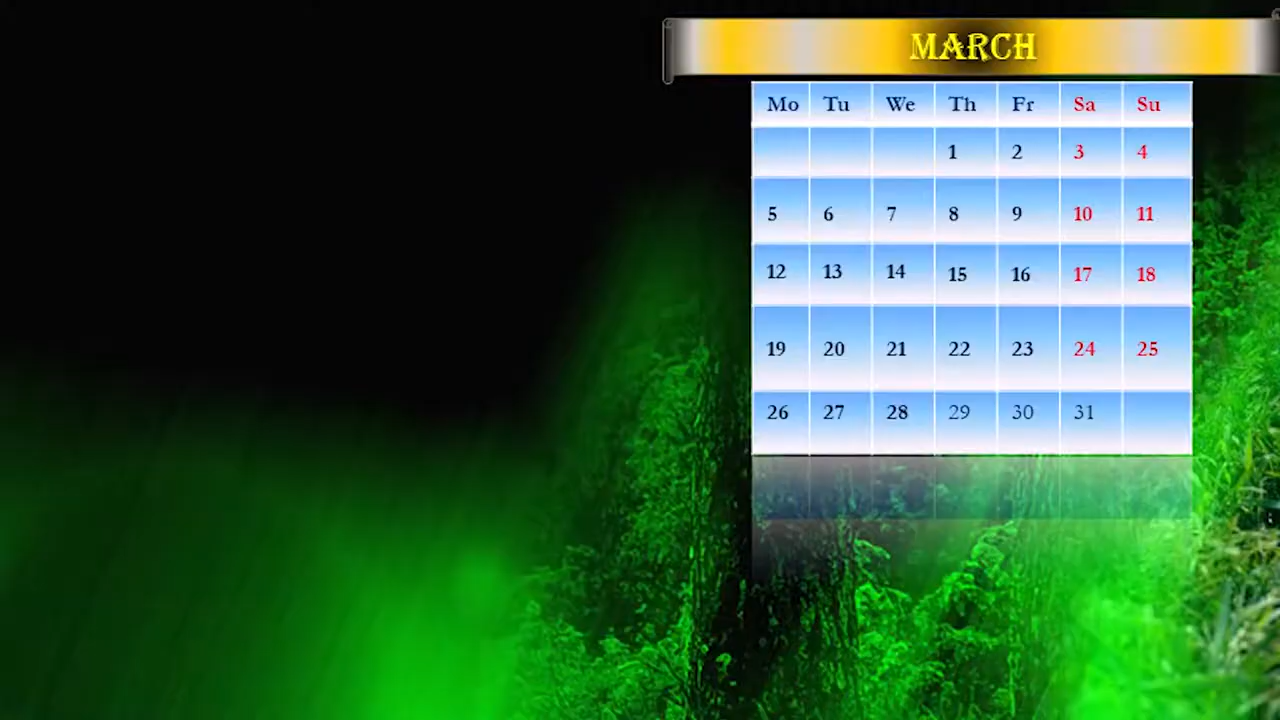 MARCH
Mo Tu We Th Fr Sa Su
1 2 3 4
5 6 7 8 9 10 11
12 13 14 15 16 17 18
19 20 21 22 23 24 25
26 27 28 29 30 31